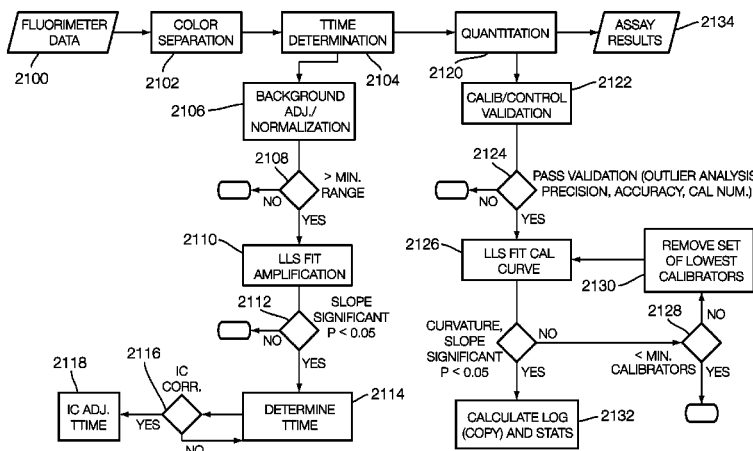 FLUORIMETER
DATA
2100
COLOR
SEPARATION
2102
TTIME
DETERMINATION
2104
QUANTITATION
2120
ASSAY
RESULTS
2134
2106
BACKGROUND
ADJ./
NORMALIZATION
2122
CALIB/CONTROL
VALIDATION
2108
> MIN.
RANGE
NO
YES
2124
PASS VALIDATION (OUTLIER ANALYSIS
PRECISION, ACCURACY, CAL NUM.)
NO
YES
2110
LLS FIT
AMPLIFICATION
2126
LLS FIT CAL
CURVE
REMOVE SET
OF LOWEST
CALIBRATORS
2130
2112
SLOPE
SIGNIFICANT
P < 0.05
NO
YES
CURVATURE,
SLOPE
SIGNIFICANT
P < 0.05
NO
YES
2128
NO
< MIN.
CALIBRATORS
YES
2118
IC ADJ.
TTIME
2116
IC
CORR.
YES
NO
DETERMINE
TTIME
2114
CALCULATE LOG
(COPY) AND STATS
2132